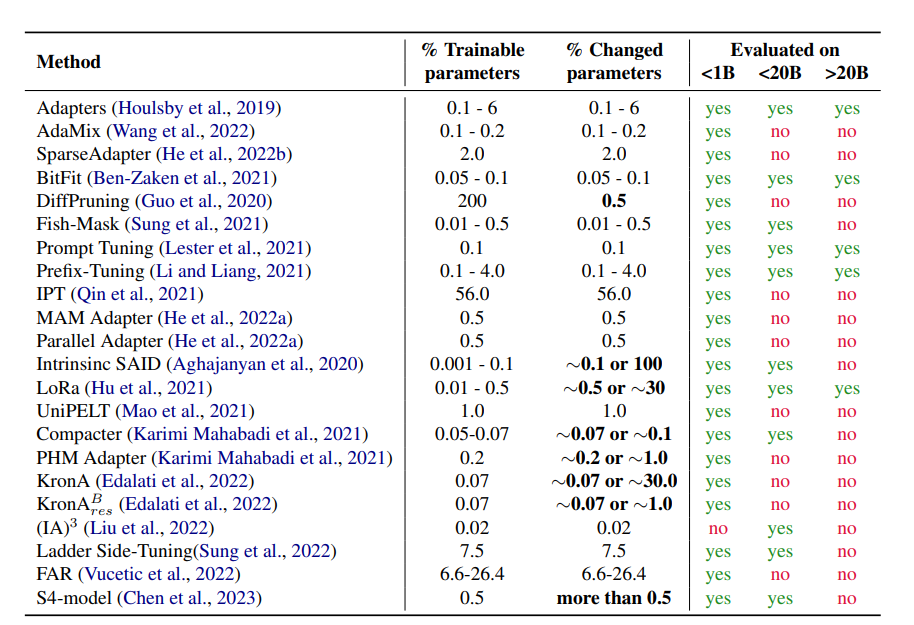 Method % Trainable parameters % Changed parameters Evaluated on <1B <20B >20B
Adapters (Houlsby et al., 2019) 0.1 - 6 0.1 - 6 yes yes yes
AdaMix (Wang et al., 2022) 0.1 - 0.2 0.1 - 0.2 yes no no
SparseAdapter (He et al., 2022b) 2.0 2.0 yes no no
BitFit (Ben-Zaken et al., 2021) 0.05 - 0.1 0.05 - 0.1 yes yes yes
DiffPruning (Guo et al., 2020) 200 0.5 yes no no
Fish-Mask (Sung et al., 2021) 0.01 - 0.5 0.01 - 0.5 yes yes no
Prompt Tuning (Lester et al., 2021) 0.1 0.1 yes yes yes
Prefix-Tuning (Li and Liang, 2021) 0.1 - 4.0 0.1 - 4.0 yes yes yes
IPT (Qin et al., 2021) 56.0 56.0 yes no no
MAM Adapter (He et al., 2022a) 0.5 0.5 yes no no
Parallel Adapter (He et al., 2022a) 0.5 0.5 yes no no
Intrinsinc SAID (Aghajanyan et al., 2020) 0.001 - 0.1 ~0.1 or 100 yes yes no
LoRa (Hu et al., 2021) 0.01 - 0.5 ~0.5 or ~30 yes yes yes
UniPELT (Mao et al., 2021) 1.0 1.0 yes no no
Compacter (Karimi Mahabadi et al., 2021) 0.05-0.07 ~0.07 or ~0.1 yes yes no
PHM Adapter (Karimi Mahabadi et al., 2021) 0.2 ~0.2 or ~1.0 yes no no
KronA (Edalati et al., 2022) 0.07 ~0.07 or ~30.0 yes no no
KronA^B_res (Edalati et al., 2022) 0.07 ~0.07 or ~1.0 yes no no
(IA)³ (Liu et al., 2022) 0.02 0.02 no yes no
Ladder Side-Tuning(Sung et al., 2022) 7.5 7.5 yes yes no
FAR (Vucetic et al., 2022) 6.6-26.4 6.6-26.4 yes no no
S4-model (Chen et al., 2023) 0.5 more than 0.5 yes yes no